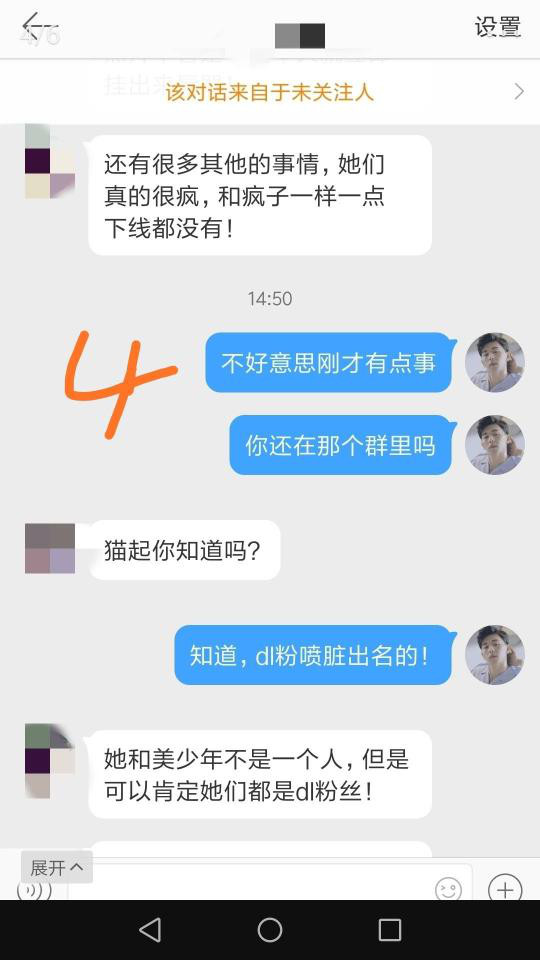 4/6
设置
挂出来
该对话来自于未关注人
还有很多其他的事情，她们
真的很疯，和疯子一样一点
下线都没有！
14:50
不好意思刚才有点事
4
你还在那个群里吗
猫起你知道吗？
知道，dl粉喷脏出名的！
她和美少年不是一个人，但是
可以肯定她们都是dl粉丝！
展开